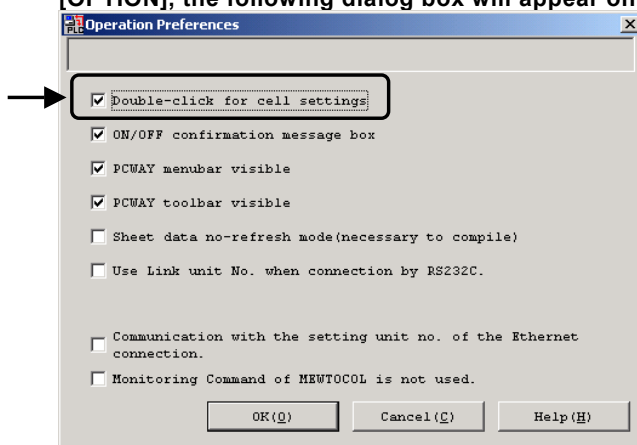 [OPTION], the following dialog box will appear on
PLC Operation Preferences
Double-click for cell settings
ON/OFF confirmation message box
PCWAY menubar visible
PCWAY toolbar visible
Sheet data no-refresh mode(necessary to compile)
Use Link unit No. when connection by RS232C.
Communication with the setting unit no. of the Ethernet
connection.
Monitoring Command of MEWTOCOL is not used.
OK(O) Cancel(C) Help(H)